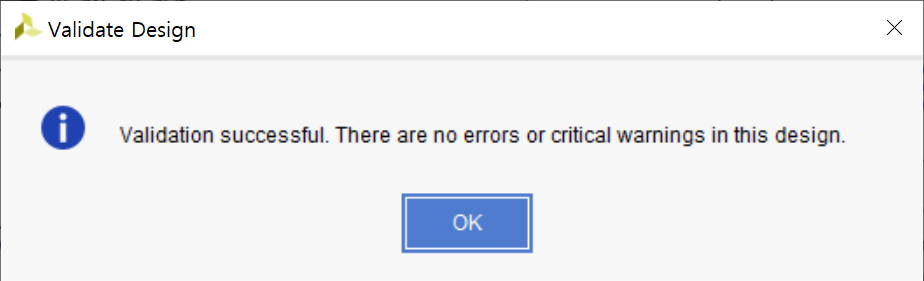 Validate Design
Validation successful. There are no errors or critical warnings in this design.
OK